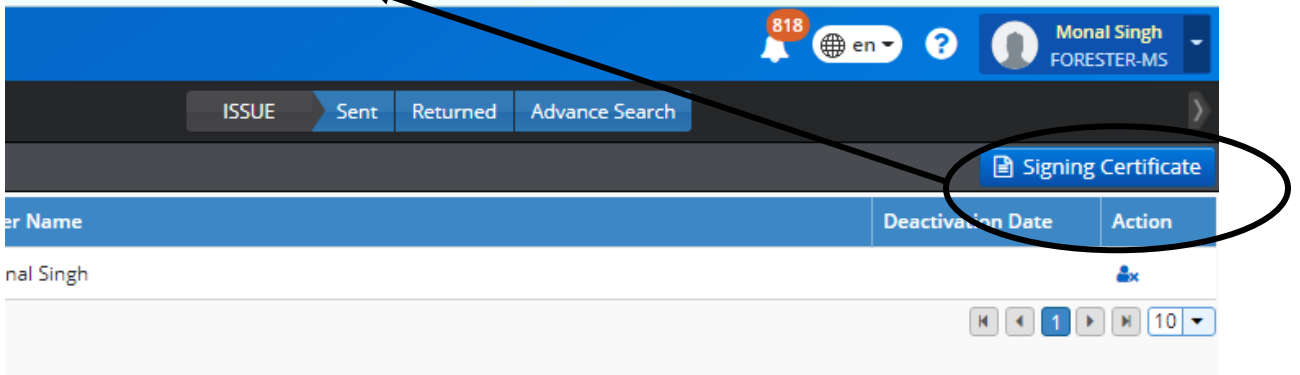 818
en
?
Monal Singh
FORESTER-MS
ISSUE Sent Returned Advance Search
Signing Certificate
er Name Deactivation Date Action
nal Singh
1 10